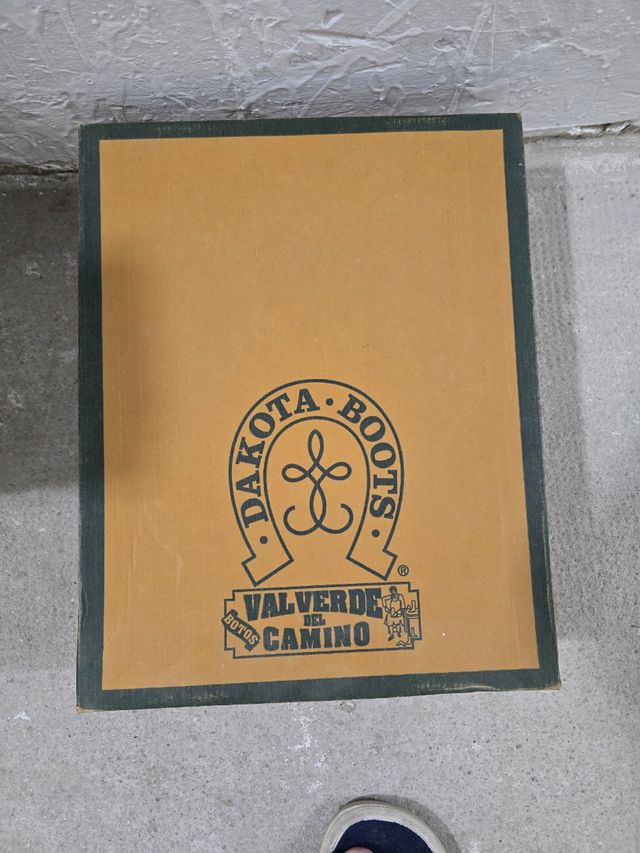 · DAKOTA · BOOTS ·
®
VALVERDE
DEL
BOTOS
CAMINO